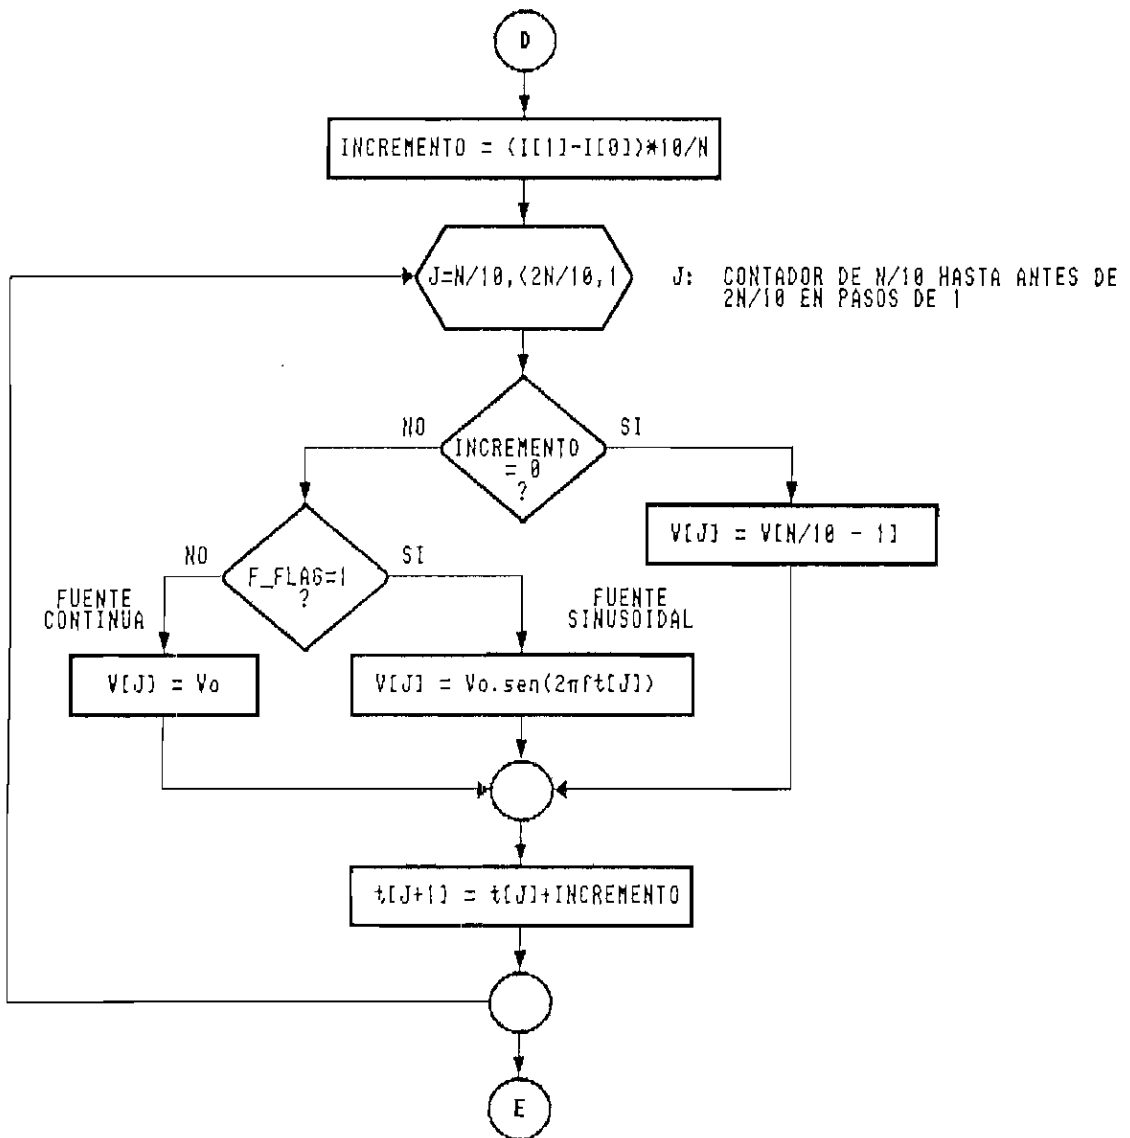 D
INCREMENTO = (I[1]-I[0])*10/N
J=N/10,(2N/10,1
J: CONTADOR DE N/10 HASTA ANTES DE
2N/10 EN PASOS DE 1
NO
SI
INCREMENTO
= 0
?
V[J] = V[N/10 - 1]
NO
SI
F_FLAG=1
?
FUENTE
CONTINUA
FUENTE
SINUSOIDAL
V[J] = Vo
V[J] = Vo.sen(2πft[J])
t[J+1] = t[J]+INCREMENTO
E